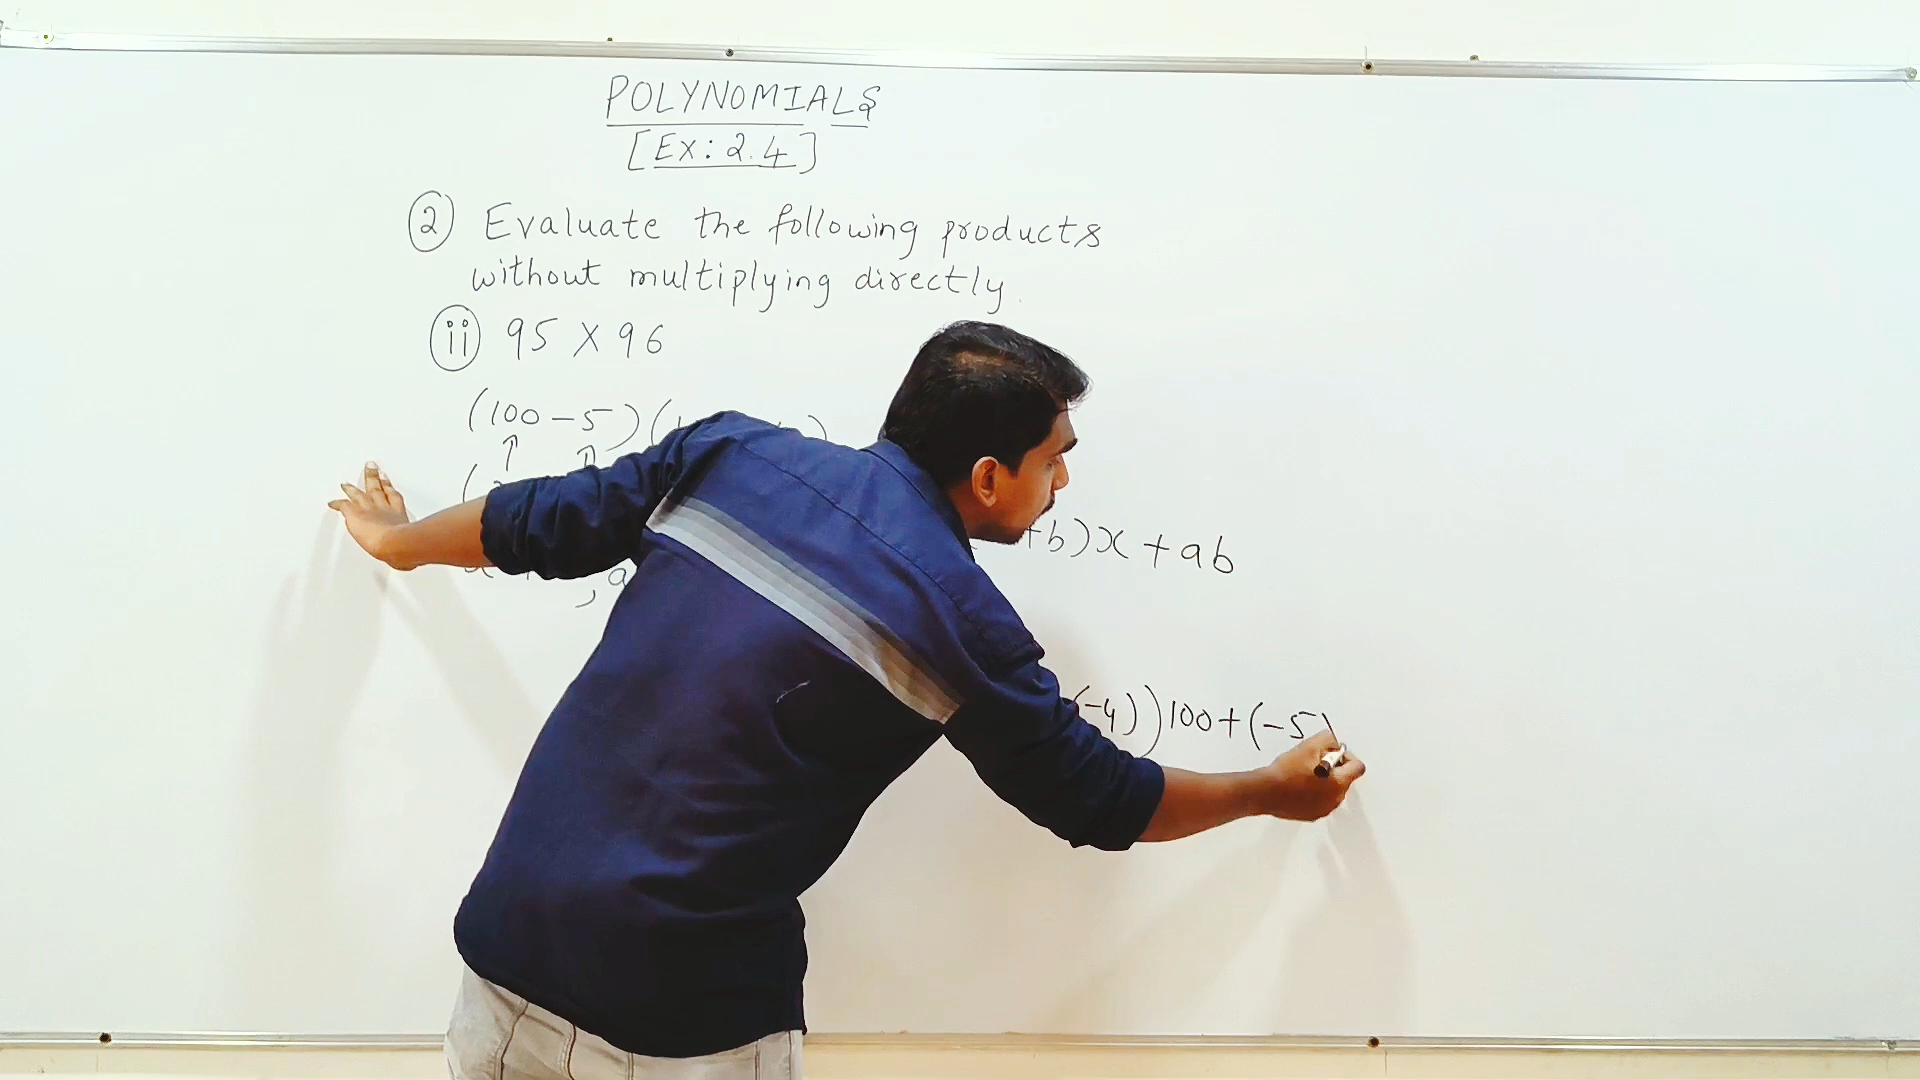 POLYNOMIALS
[Ex: 2.4]
② Evaluate the following products
without multiplying directly.
ⅱ 95 X 96
(100 - 5)(
↑ ↑
(
+b)x + ab
a
,
(-4))100+(-5)